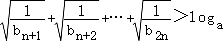 √(1/b_{n+1}) + √(1/b_{n+2}) + ··· + √(1/b_{2n}) > log_a